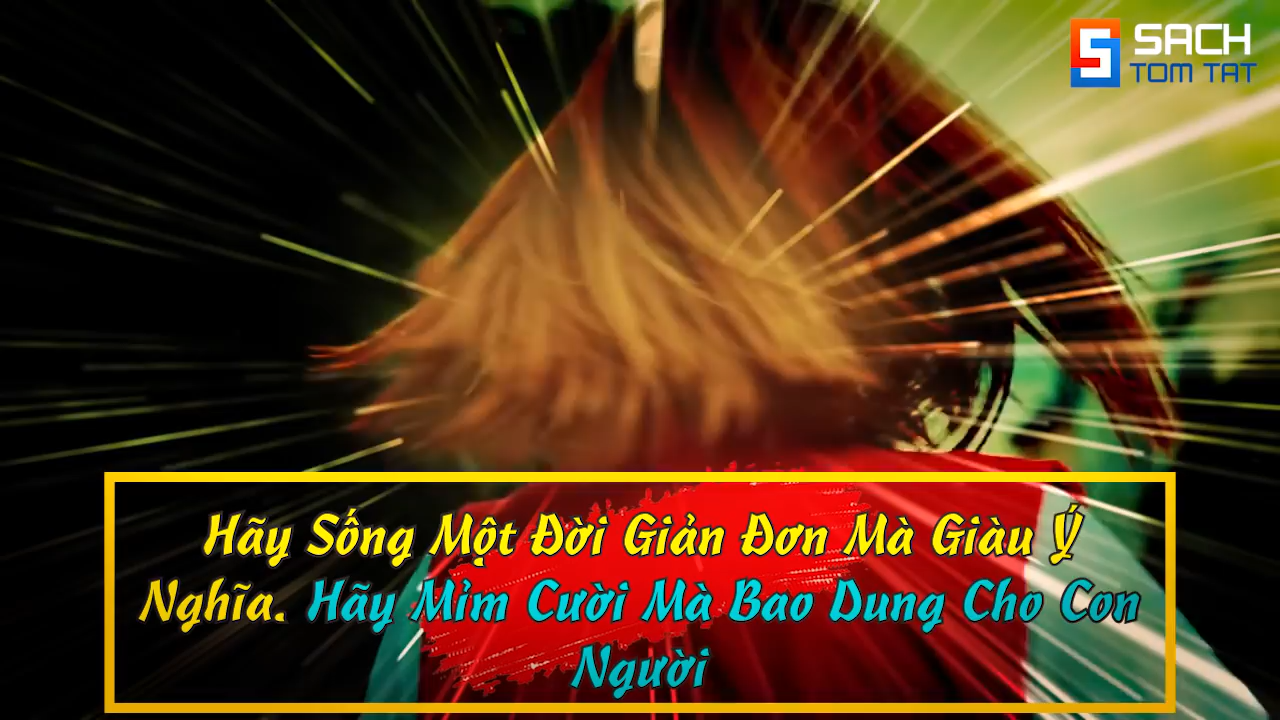 SACH
TOM TAT
Hãy Sống Một Đời Giản Đơn Mà Giàu Ý
Nghĩa. Hãy Mỉm Cười Mà Bao Dung Cho Con
Người